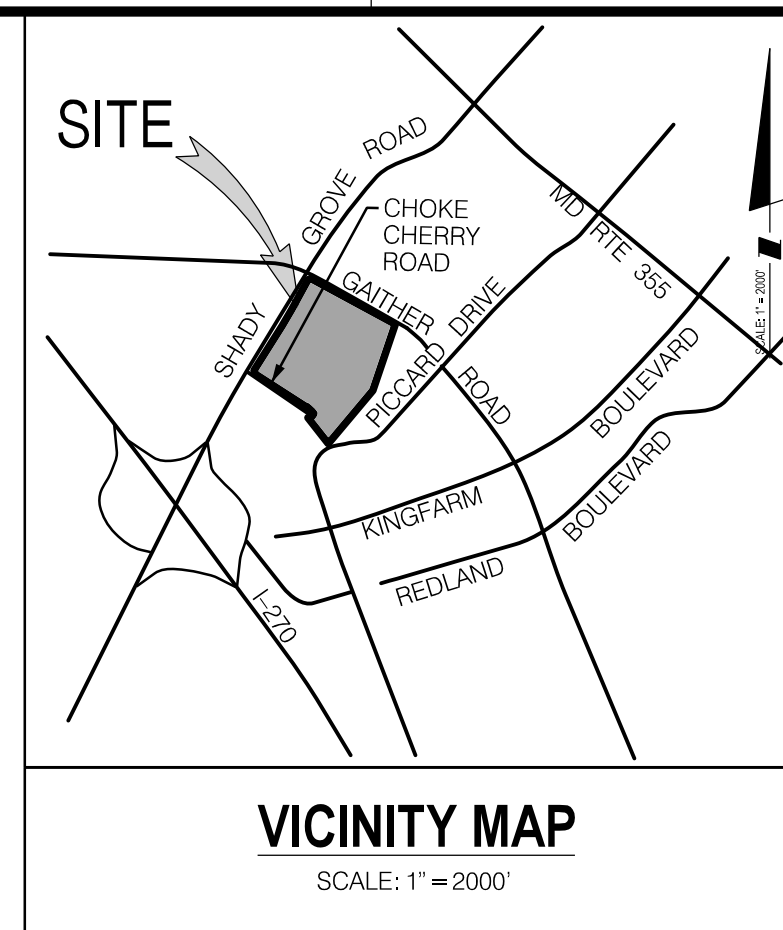 SITE
GROVE ROAD
CHOKE
CHERRY
ROAD
MD RTE 355
SCALE: 1" = 2000'
GAITHER
ROAD
SHADY
PICCARD DRIVE
BOULEVARD
KINGFARM
BOULEVARD
REDLAND
I-270
VICINITY MAP
SCALE: 1" = 2000'